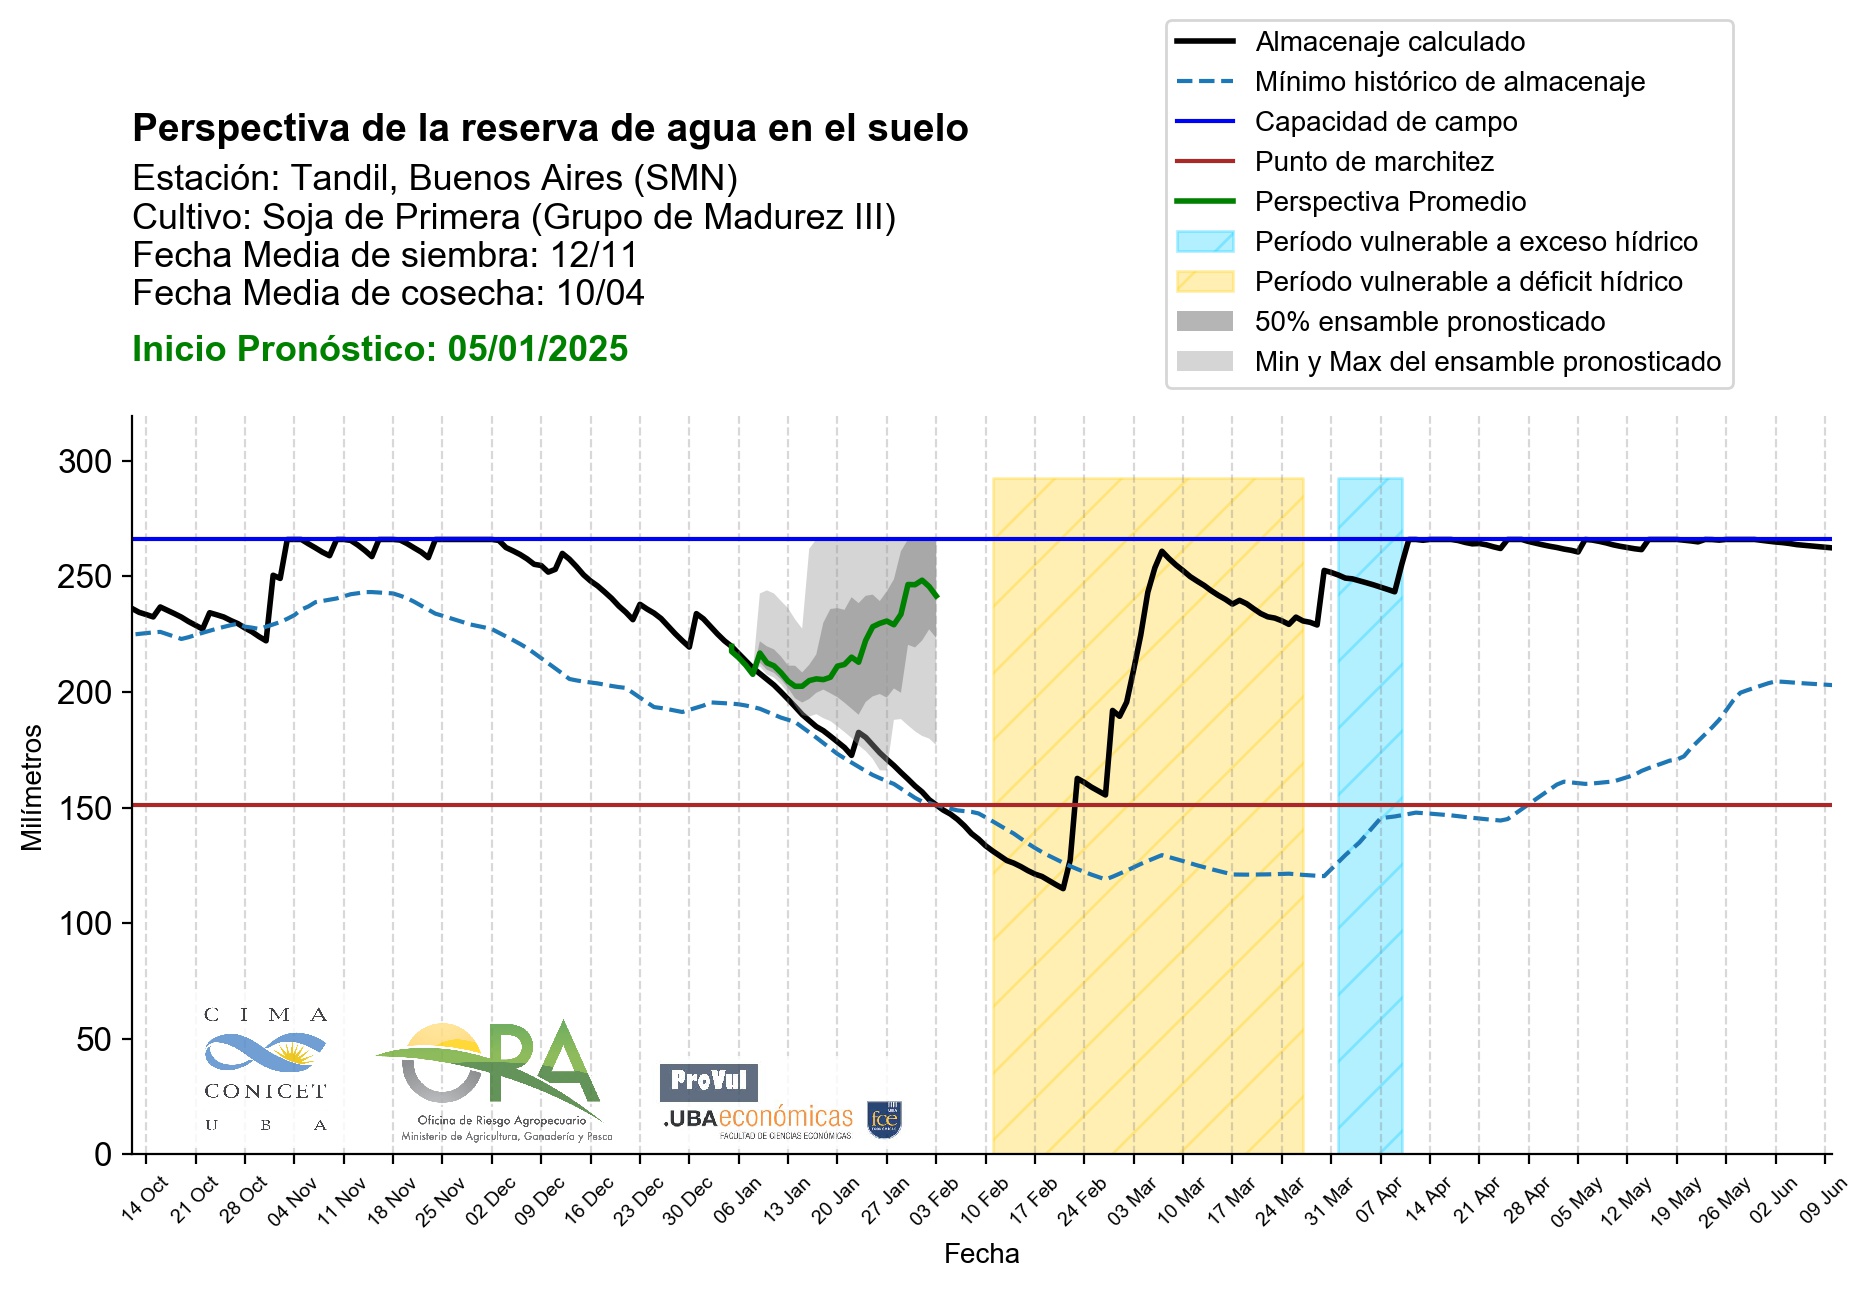 Almacenaje calculado
Mínimo histórico de almacenaje
Capacidad de campo
Punto de marchitez
Perspectiva Promedio
Período vulnerable a exceso hídrico
Período vulnerable a déficit hídrico
50% ensamble pronosticado
Min y Max del ensamble pronosticado
Perspectiva de la reserva de agua en el suelo
Estación: Tandil, Buenos Aires (SMN)
Cultivo: Soja de Primera (Grupo de Madurez III)
Fecha Media de siembra: 12/11
Fecha Media de cosecha: 10/04
Inicio Pronóstico: 05/01/2025
300
250
200
150
100
50
0
Milímetros
CIMA
CONICET
UBA
ORA
Oficina de Riesgo Agropecuario
Ministerio de Agricultura, Ganadería y Pesca
ProVul
.UBAeconómicas
FACULTAD DE CIENCIAS ECONÓMICAS
UBA
fce
ECONÓMICAS
14 Oct 21 Oct 28 Oct 04 Nov 11 Nov 18 Nov 25 Nov 02 Dec 09 Dec 16 Dec 23 Dec 30 Dec 06 Jan 13 Jan 20 Jan 27 Jan 03 Feb 10 Feb 17 Feb 24 Feb 03 Mar 10 Mar 17 Mar 24 Mar 31 Mar 07 Apr 14 Apr 21 Apr 28 Apr 05 May 12 May 19 May 26 May 02 Jun 09 Jun
Fecha